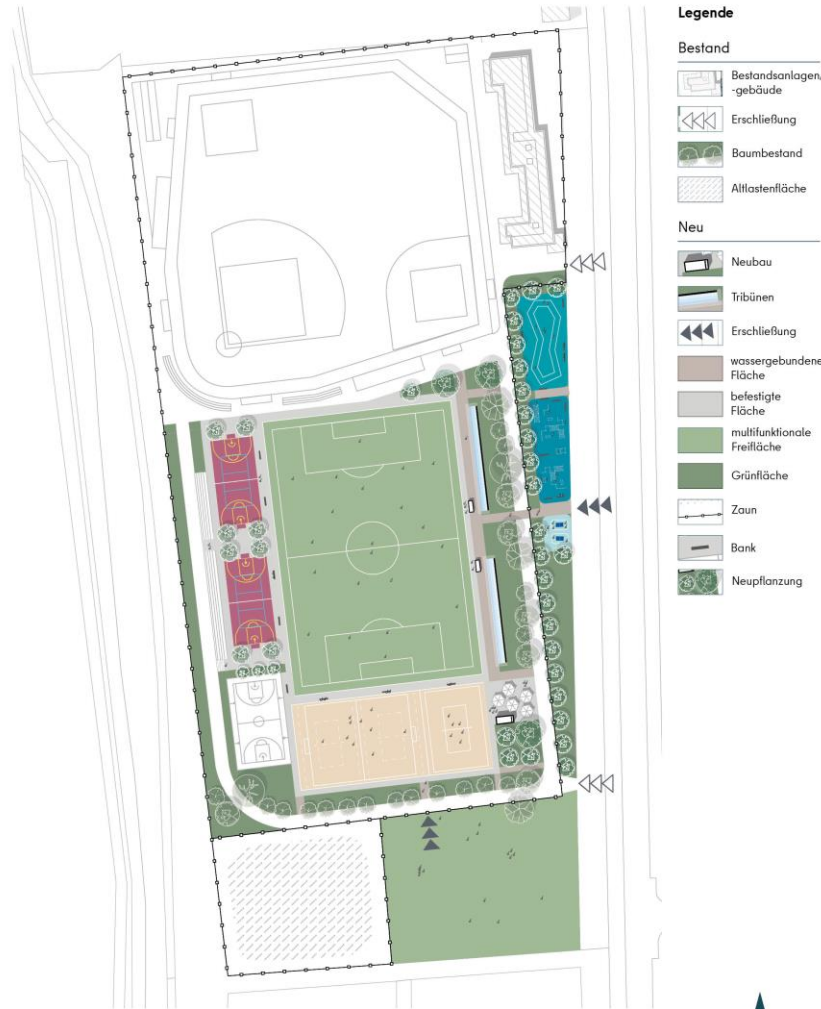 Legende
Bestand
Bestandsanlagen/
-gebäude
Erschließung
Baumbestand
Altlastenfläche
Neu
Neubau
Tribünen
Erschließung
wassergebundene
Fläche
befestigte
Fläche
multifunktionale
Freifläche
Grünfläche
Zaun
Bank
Neupflanzung